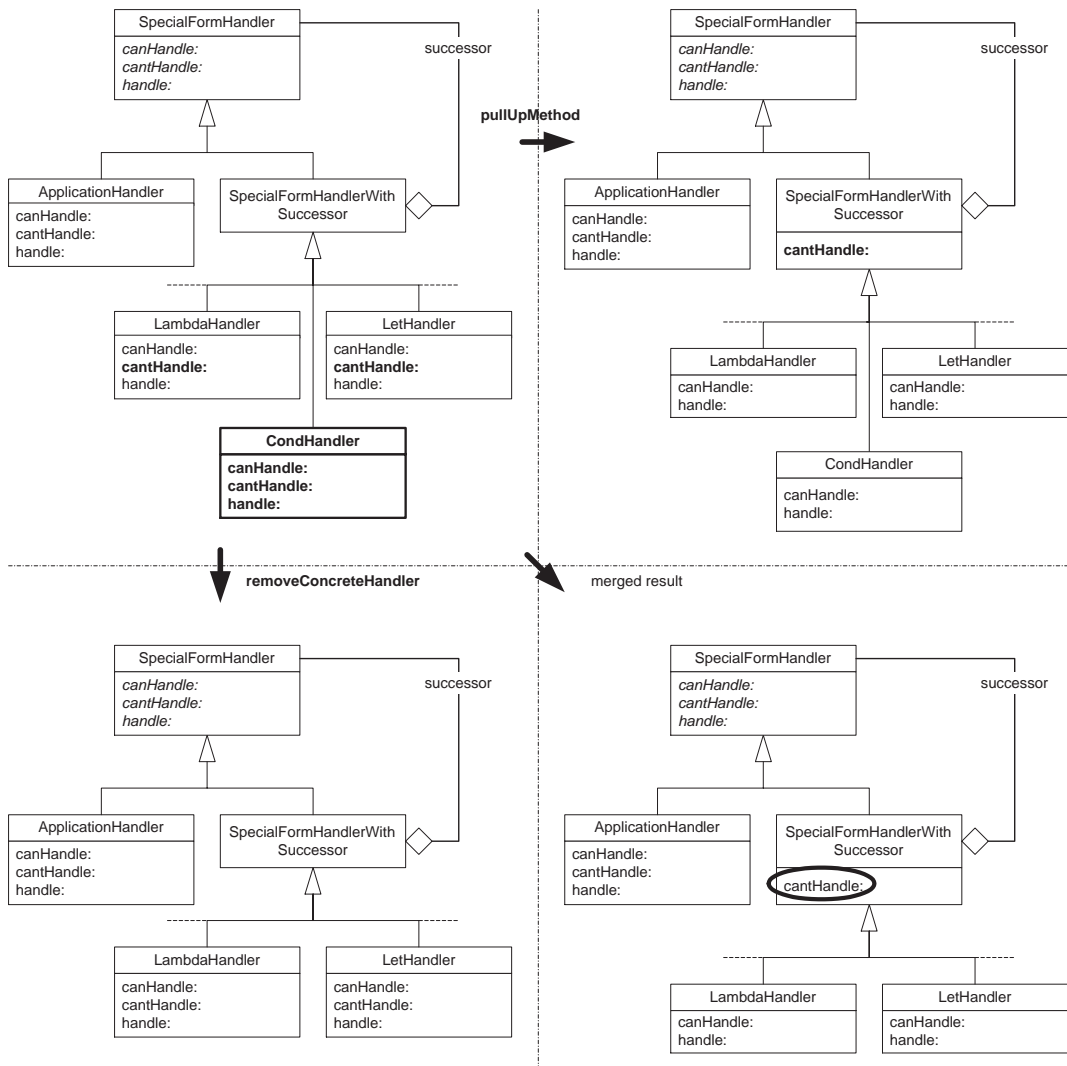 SpecialFormHandler
canHandle:
cantHandle:
handle:
successor
ApplicationHandler
canHandle:
cantHandle:
handle:
SpecialFormHandlerWith
Successor
LambdaHandler
canHandle:
cantHandle:
handle:
LetHandler
canHandle:
cantHandle:
handle:
CondHandler
canHandle:
cantHandle:
handle:
pullUpMethod
SpecialFormHandler
canHandle:
cantHandle:
handle:
successor
ApplicationHandler
canHandle:
cantHandle:
handle:
SpecialFormHandlerWith
Successor
cantHandle:
LambdaHandler
canHandle:
handle:
LetHandler
canHandle:
handle:
CondHandler
canHandle:
handle:
removeConcreteHandler
merged result
SpecialFormHandler
canHandle:
cantHandle:
handle:
successor
ApplicationHandler
canHandle:
cantHandle:
handle:
SpecialFormHandlerWith
Successor
LambdaHandler
canHandle:
cantHandle:
handle:
LetHandler
canHandle:
cantHandle:
handle:
SpecialFormHandler
canHandle:
cantHandle:
handle:
successor
ApplicationHandler
canHandle:
cantHandle:
handle:
SpecialFormHandlerWith
Successor
cantHandle:
LambdaHandler
canHandle:
handle:
LetHandler
canHandle:
handle: